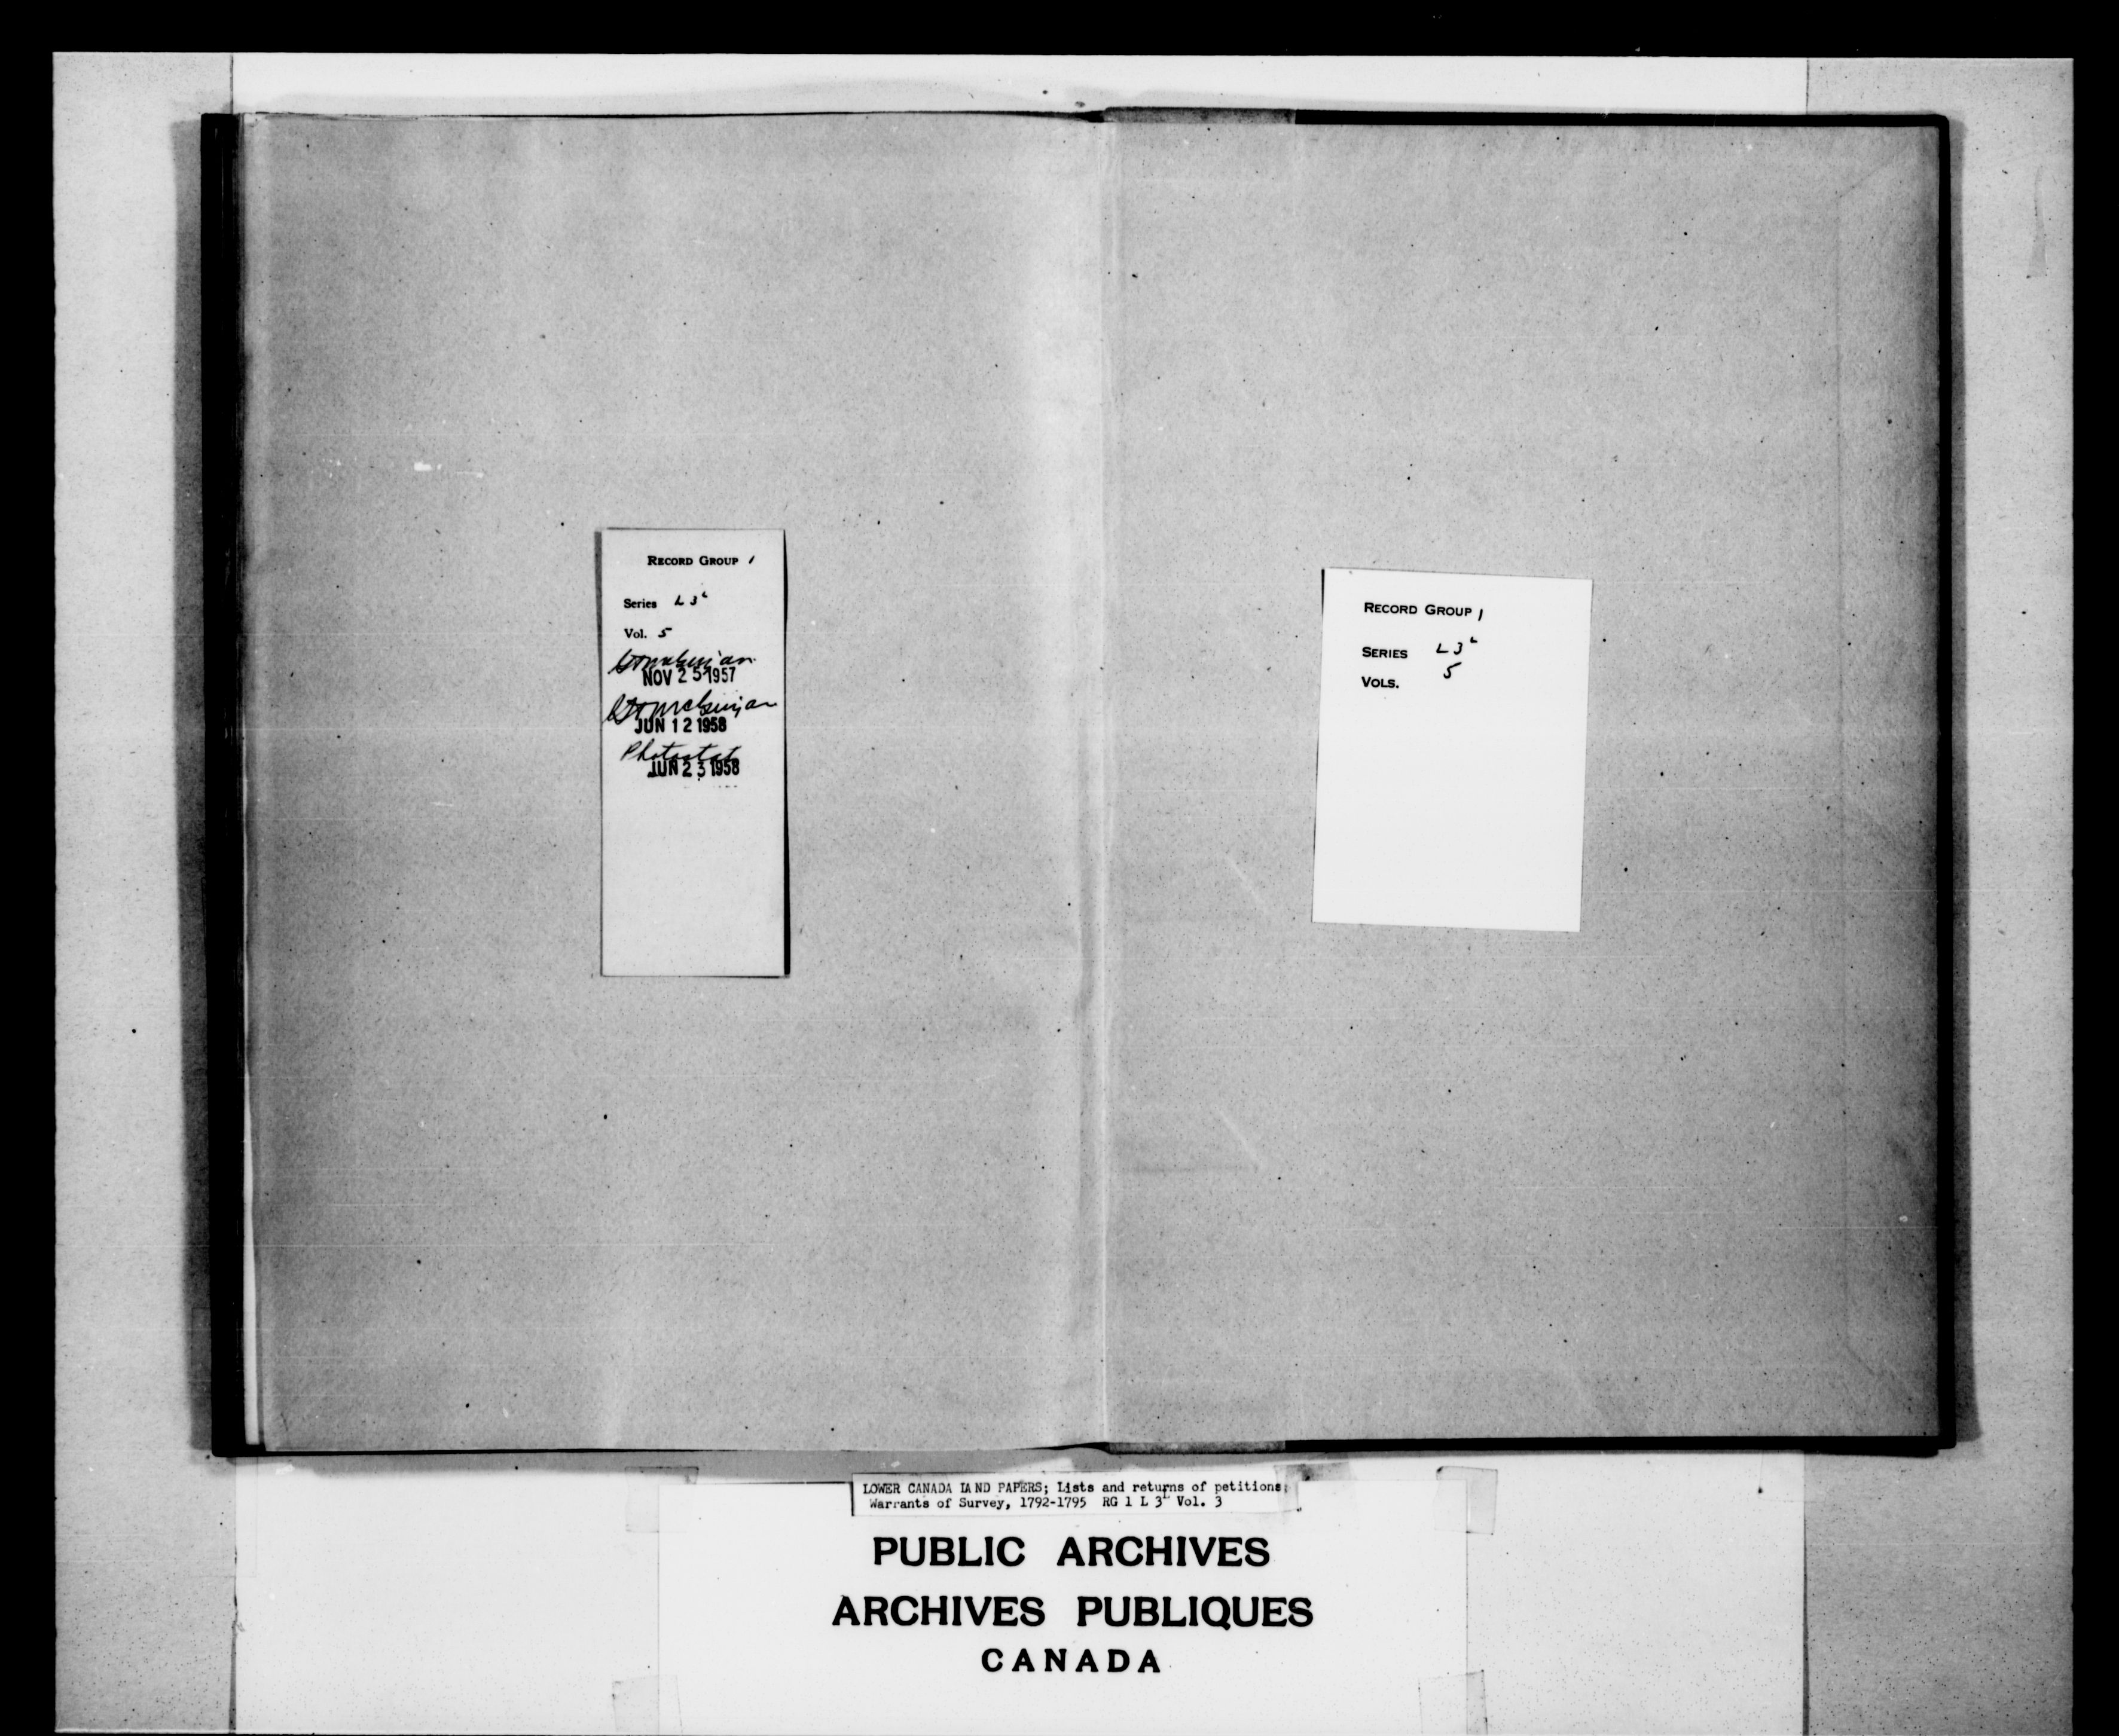 RECORD GROUP 1
Series L 3ᴸ
Vol. 5
NOV 25 1957
JUN 12 1958
Photostat
JUN 23 1958
RECORD GROUP 1
SERIES L 3ᴸ
VOLS. 5
LOWER CANADA LAND PAPERS; Lists and returns of petitions;
Warrants of Survey, 1792-1795 RG 1 L 3ᴸ Vol. 3
PUBLIC ARCHIVES
ARCHIVES PUBLIQUES
CANADA